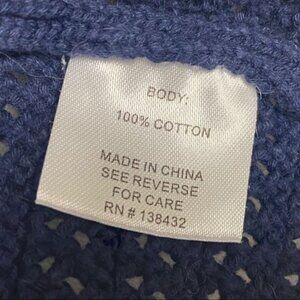 BODY:
100% COTTON
MADE IN CHINA
SEE REVERSE
FOR CARE
RN # 138432